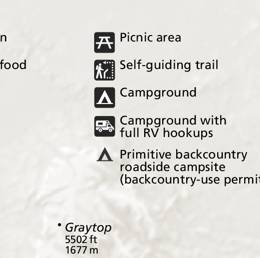 n
food
Picnic area
Self-guiding trail
Campground
Campground with
full RV hookups
Primitive backcountry
roadside campsite
(backcountry-use permit
Graytop
5502 ft
1677 m